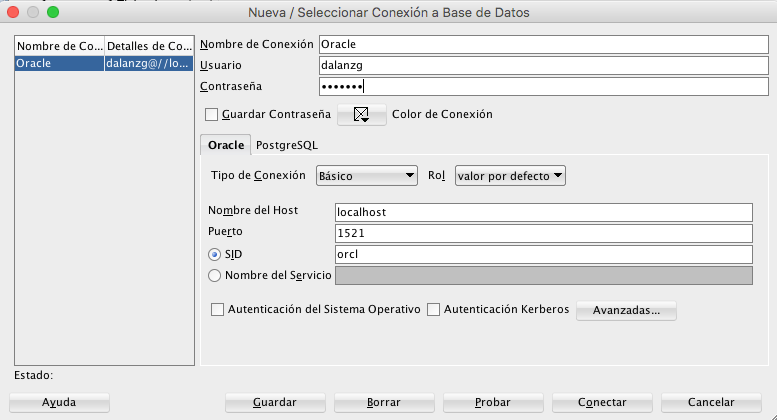 Nueva / Seleccionar Conexión a Base de Datos
Nombre de Co... Detalles de Co...
Oracle dalanzg@//lo...
Nombre de Conexión Oracle
Usuario dalanzg
Contraseña •••••••
Guardar Contraseña Color de Conexión
Oracle PostgreSQL
Tipo de Conexión Básico Rol valor por defecto
Nombre del Host localhost
Puerto 1521
SID orcl
Nombre del Servicio
Autenticación del Sistema Operativo Autenticación Kerberos Avanzadas...
Estado:
Ayuda Guardar Borrar Probar Conectar Cancelar